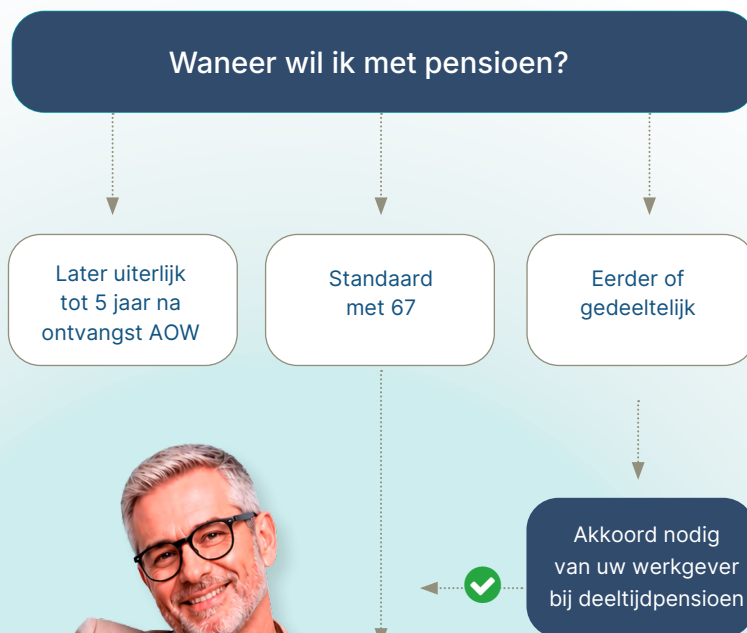 Waneer wil ik met pensioen?
Later uiterlijk
tot 5 jaar na
ontvangst AOW
Standaard
met 67
Eerder of
gedeeltelijk
Akkoord nodig
van uw werkgever
bij deeltijdpensioen